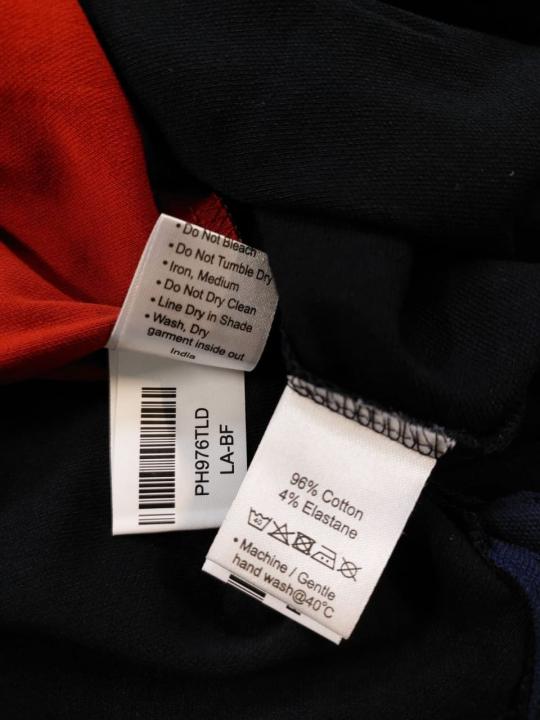 • Do Not Bleach
• Do Not Tumble Dry
• Iron, Medium
• Do Not Dry Clean
• Line Dry in Shade
• Wash, Dry
garment inside out
India
PH976TLD
LA-BF
96% Cotton
4% Elastane
40
• Machine / Gentle
hand wash@40°C